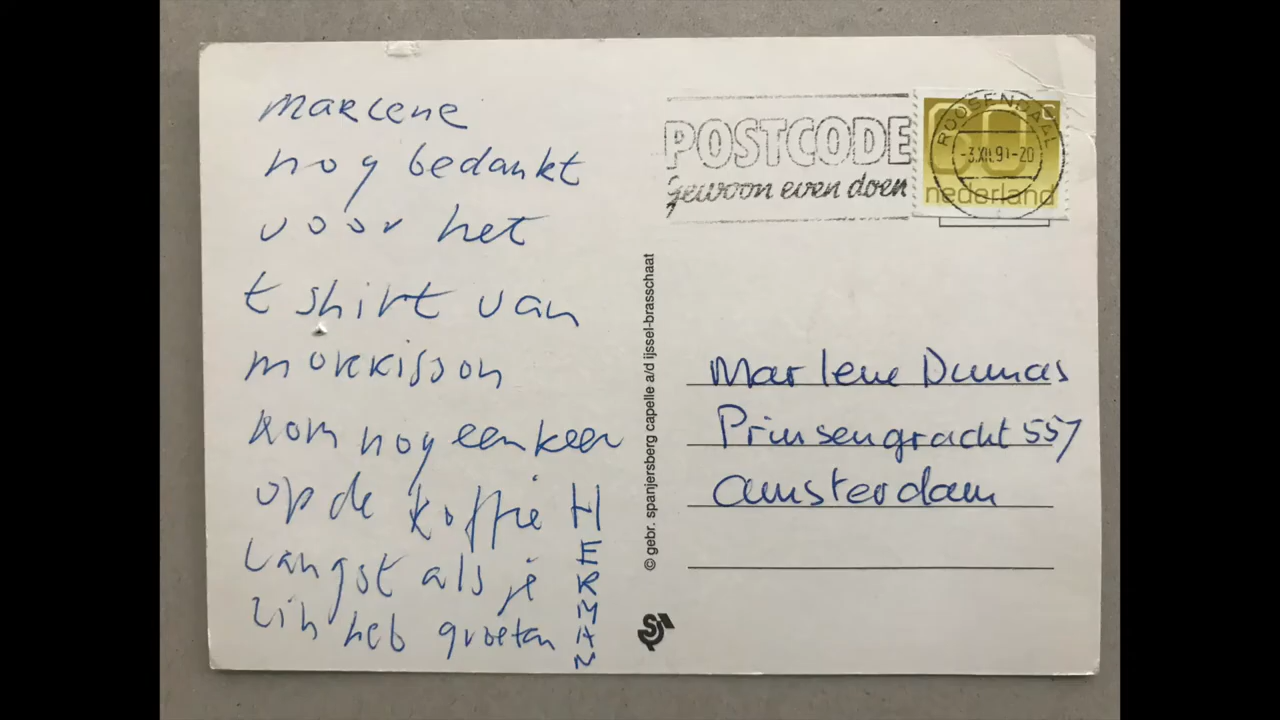 Marlene
nog bedankt
voor het
t shirt van
morrisson
kom nog een keer
op de koffie
langst als je
zin heb groeten
HERMAN
© gebr. spanjersberg capelle a/d ijssel-brasschaat
POSTCODE
gewoon even doen
ROOSENDAAL
-3.XII.91-20
nederland
Marlene Dumas
Prinsengracht 557
Amsterdam